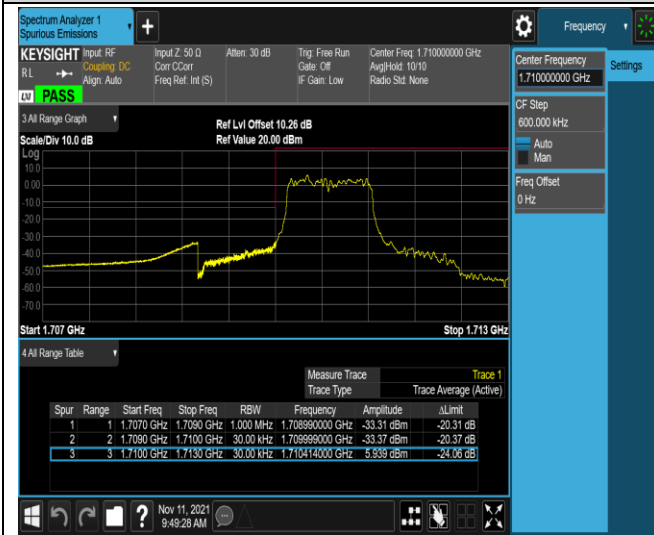 Spectrum Analyzer 1
Spurious Emissions
Frequency
KEYSIGHT Input: RF Input Z: 50 Ω Atten: 30 dB Trig: Free Run Center Freq: 1.710000000 GHz
RL Coupling: DC Corr CCorr Gate: Off Avg|Hold: 10/10
Align: Auto Freq Ref: Int (S) IF Gain: Low Radio Std: None
LXI PASS
Center Frequency
1.710000000 GHz
Settings
CF Step
600.000 kHz
Auto
Man
Freq Offset
0 Hz
3 All Range Graph
Ref Lvl Offset 10.26 dB
Scale/Div 10.0 dB Ref Value 20.00 dBm
Log
10.0
0.00
-10.0
-20.0
-30.0
-40.0
-50.0
-60.0
-70.0
Start 1.707 GHz Stop 1.713 GHz
4 All Range Table
Measure Trace Trace 1
Trace Type Trace Average (Active)
Spur Range Start Freq Stop Freq RBW Frequency Amplitude ΔLimit
1 1 1.7070 GHz 1.7090 GHz 1.000 MHz 1.708990000 GHz -33.31 dBm -20.31 dB
2 2 1.7090 GHz 1.7100 GHz 30.00 kHz 1.709999000 GHz -33.37 dBm -20.37 dB
3 3 1.7100 GHz 1.7130 GHz 30.00 kHz 1.710414000 GHz 5.939 dBm -24.06 dB
Nov 11, 2021
9:49:28 AM